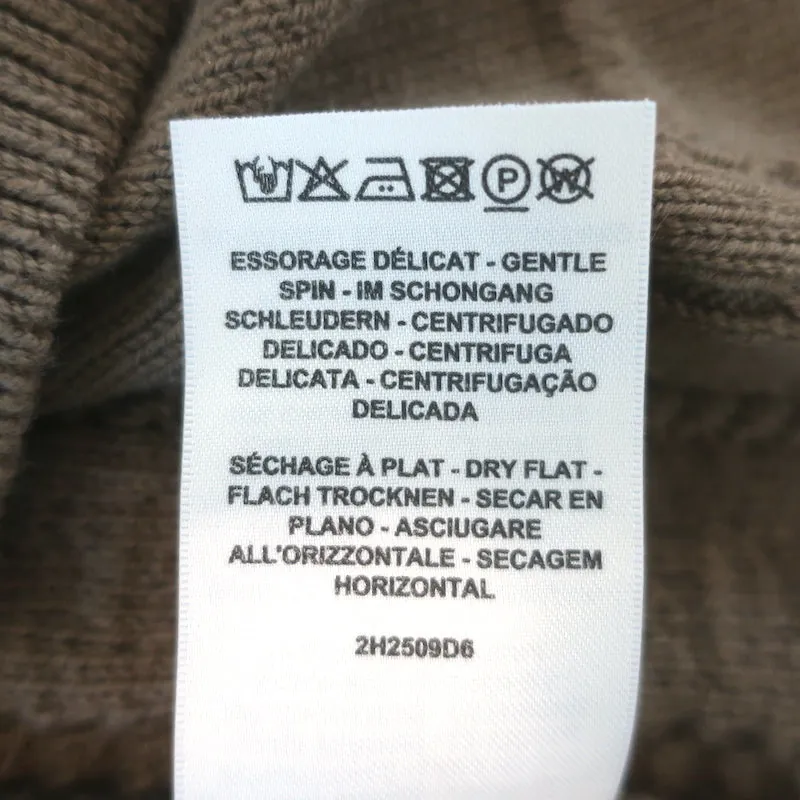 P W
ESSORAGE DÉLICAT - GENTLE
SPIN - IM SCHONGANG
SCHLEUDERN - CENTRIFUGADO
DELICADO - CENTRIFUGA
DELICATA - CENTRIFUGAÇÃO
DELICADA
SÉCHAGE À PLAT - DRY FLAT -
FLACH TROCKNEN - SECAR EN
PLANO - ASCIUGARE
ALL'ORIZZONTALE - SECAGEM
HORIZONTAL
2H2509D6